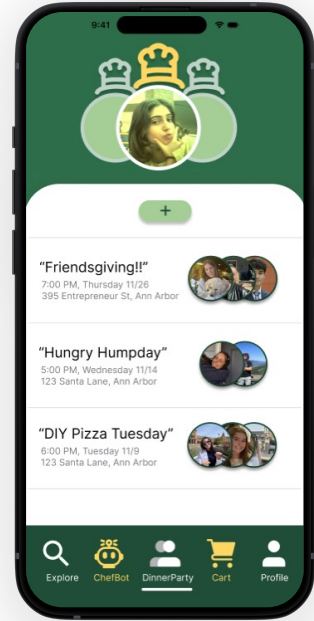 9:41
+
“Friendsgiving!!”
7:00 PM, Thursday 11/26
395 Entrepreneur St, Ann Arbor
“Hungry Humpday”
5:00 PM, Wednesday 11/14
123 Santa Lane, Ann Arbor
“DIY Pizza Tuesday”
6:00 PM, Tuesday 11/9
123 Santa Lane, Ann Arbor
Explore ChefBot DinnerParty Cart Profile